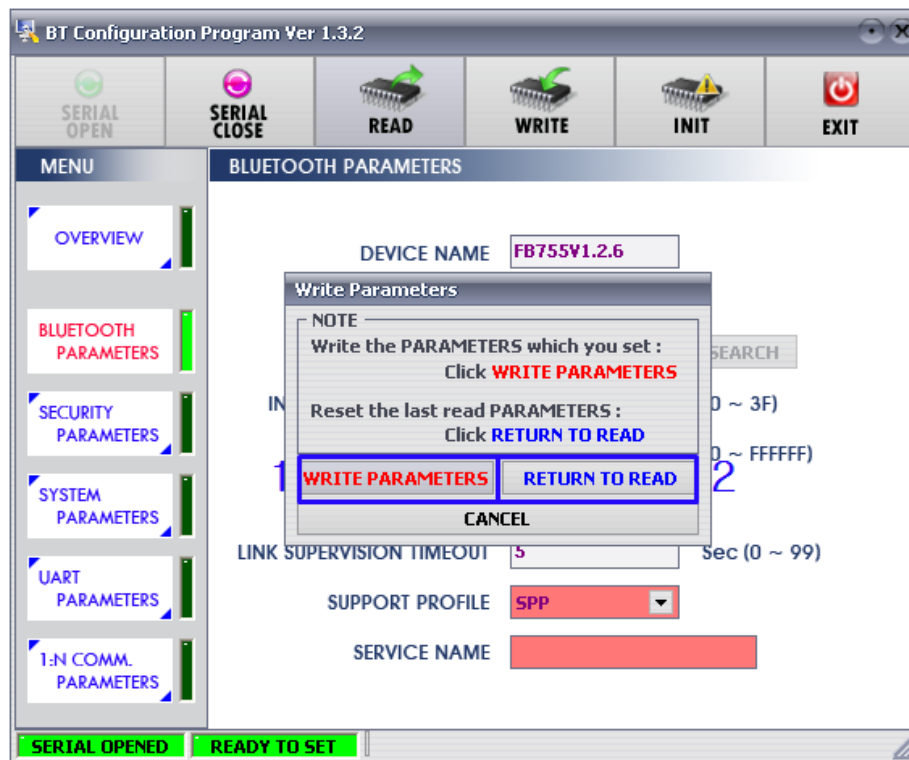 BT Configuration Program Ver 1.3.2
SERIAL OPEN
SERIAL CLOSE
READ
WRITE
INIT
EXIT
MENU
BLUETOOTH PARAMETERS
OVERVIEW
BLUETOOTH
PARAMETERS
SECURITY
PARAMETERS
SYSTEM
PARAMETERS
UART
PARAMETERS
1:N COMM.
PARAMETERS
DEVICE NAME FB755V1.2.6
SEARCH
IN 0 ~ 3F)
0 ~ FFFFFF)
Write Parameters
NOTE
Write the PARAMETERS which you set :
Click WRITE PARAMETERS
Reset the last read PARAMETERS :
Click RETURN TO READ
1 WRITE PARAMETERS RETURN TO READ 2
CANCEL
LINK SUPERVISION TIMEOUT 5 Sec (0 ~ 99)
SUPPORT PROFILE SPP
SERVICE NAME
SERIAL OPENED READY TO SET